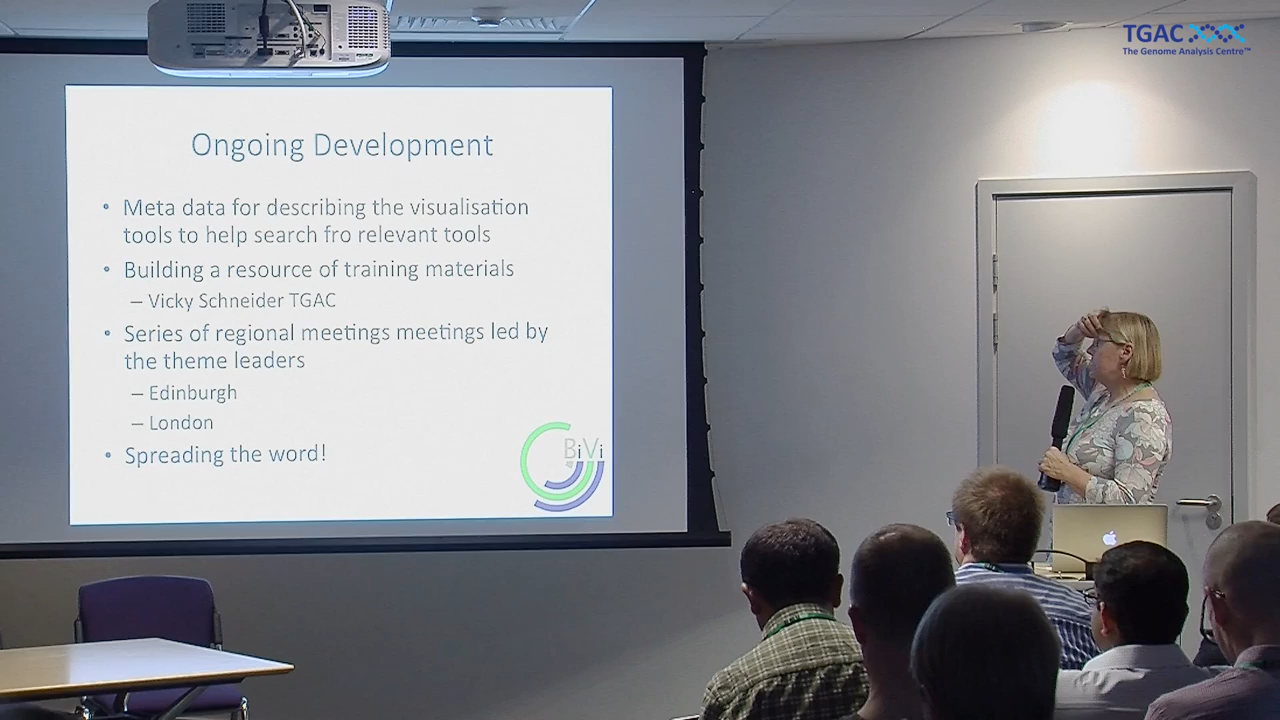 TGAC
The Genome Analysis Centre™
Ongoing Development
• Meta data for describing the visualisation
tools to help search fro relevant tools
• Building a resource of training materials
– Vicky Schneider TGAC
• Series of regional meetings meetings led by
the theme leaders
– Edinburgh
– London
• Spreading the word!
BiVi